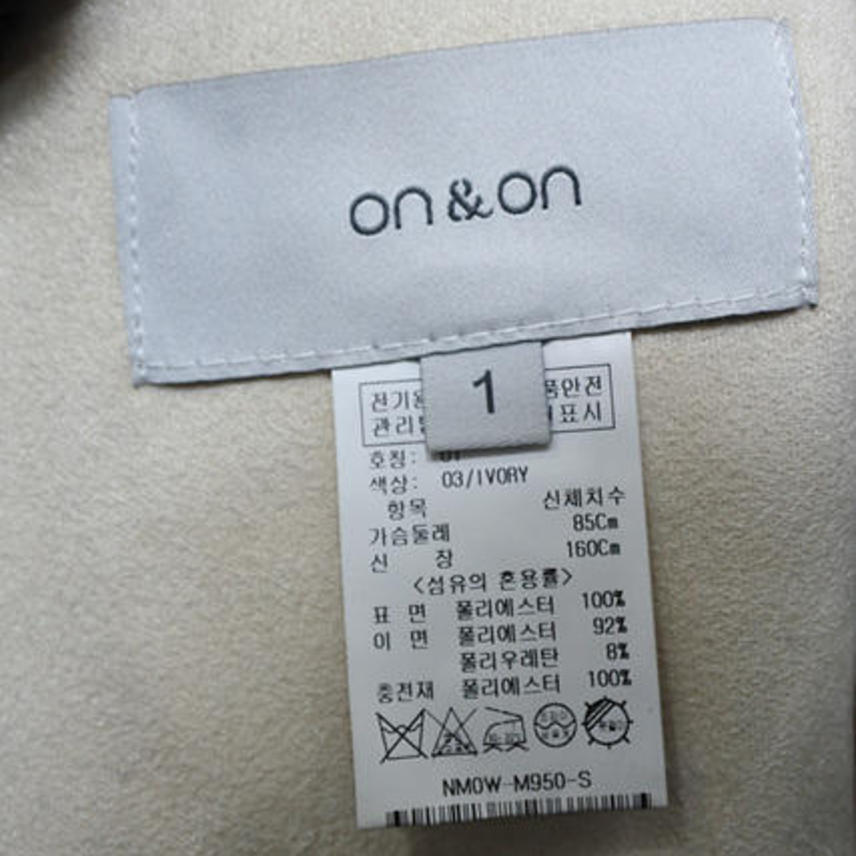 on&on
1
전기용 품안전
관리법 표시
호칭: 01
색상: 03/IVORY
항목 신체치수
가슴둘레 85Cm
신 장 160Cm
<섬유의 혼용률>
표 면 폴리에스터 100%
이 면 폴리에스터 92%
폴리우레탄 8%
충전재 폴리에스터 100%
NMOW-M950-S